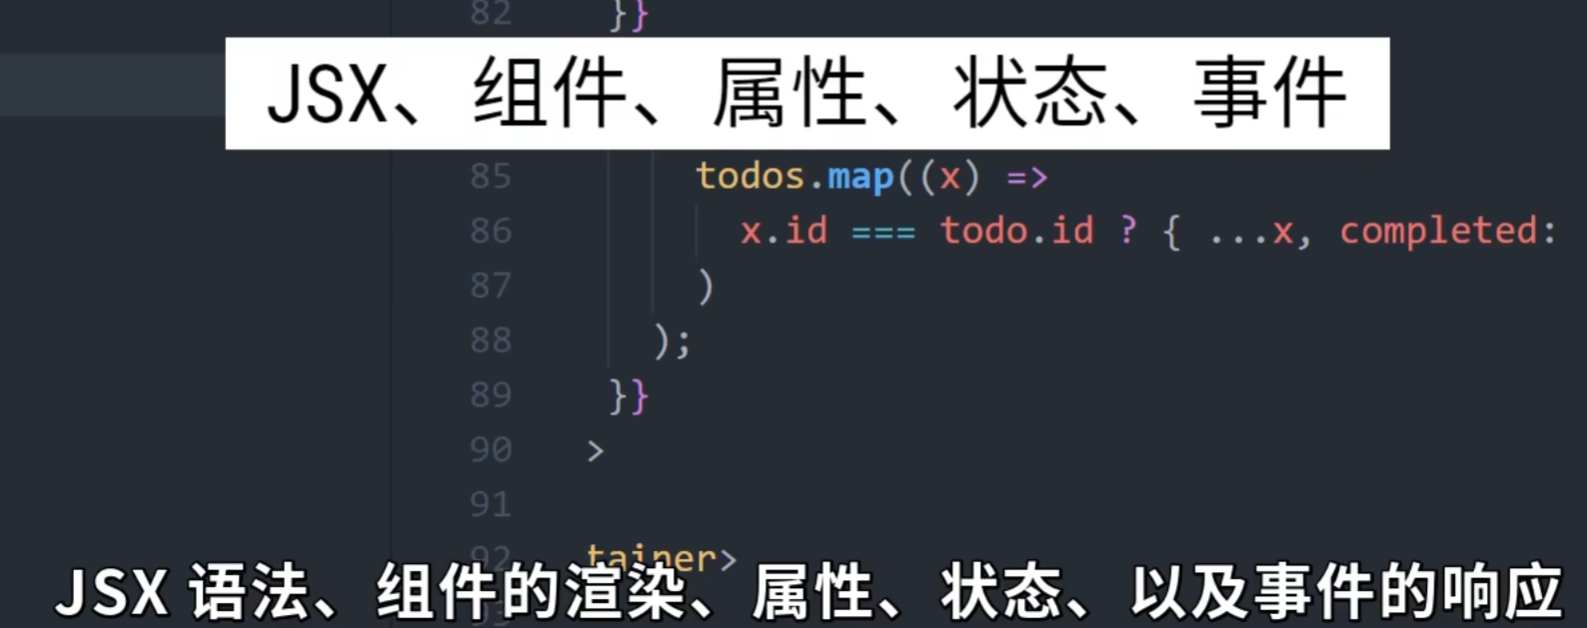 82 }}
JSX、组件、属性、状态、事件
85 todos.map((x) =>
86 x.id === todo.id ? { ...x, completed:
87 )
88 );
89 }}
90 >
91
92 tainer>
JSX 语法、组件的渲染、属性、状态、以及事件的响应